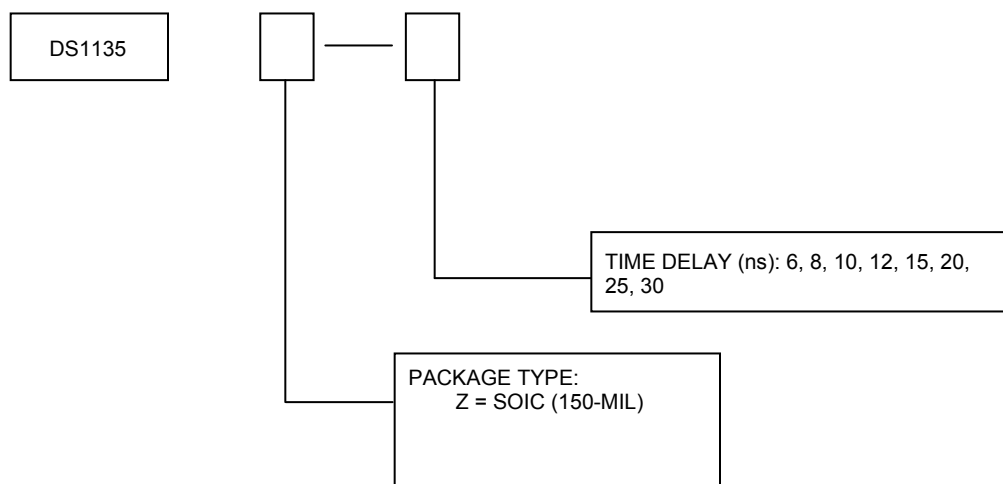 DS1135
TIME DELAY (ns): 6, 8, 10, 12, 15, 20,
25, 30
PACKAGE TYPE:
Z = SOIC (150-MIL)